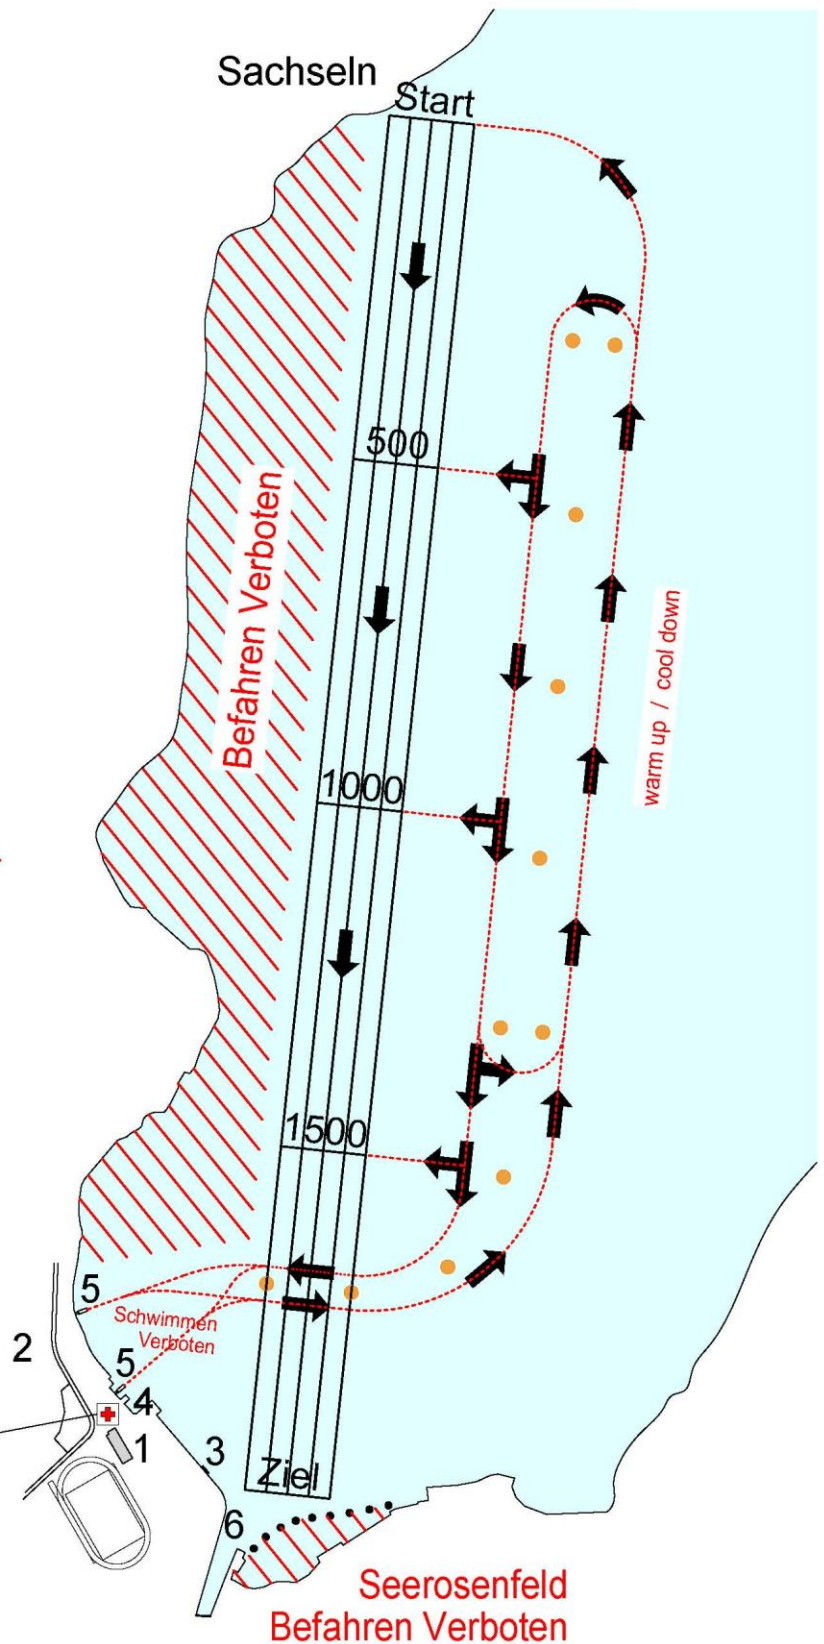 Sachseln
Start
500
Befahren Verboten
warm up / cool down
1000
1500
5
Schwimmen
Verboten
2
5
4
1
3
Ziel
6
Seerosenfeld
Befahren Verboten